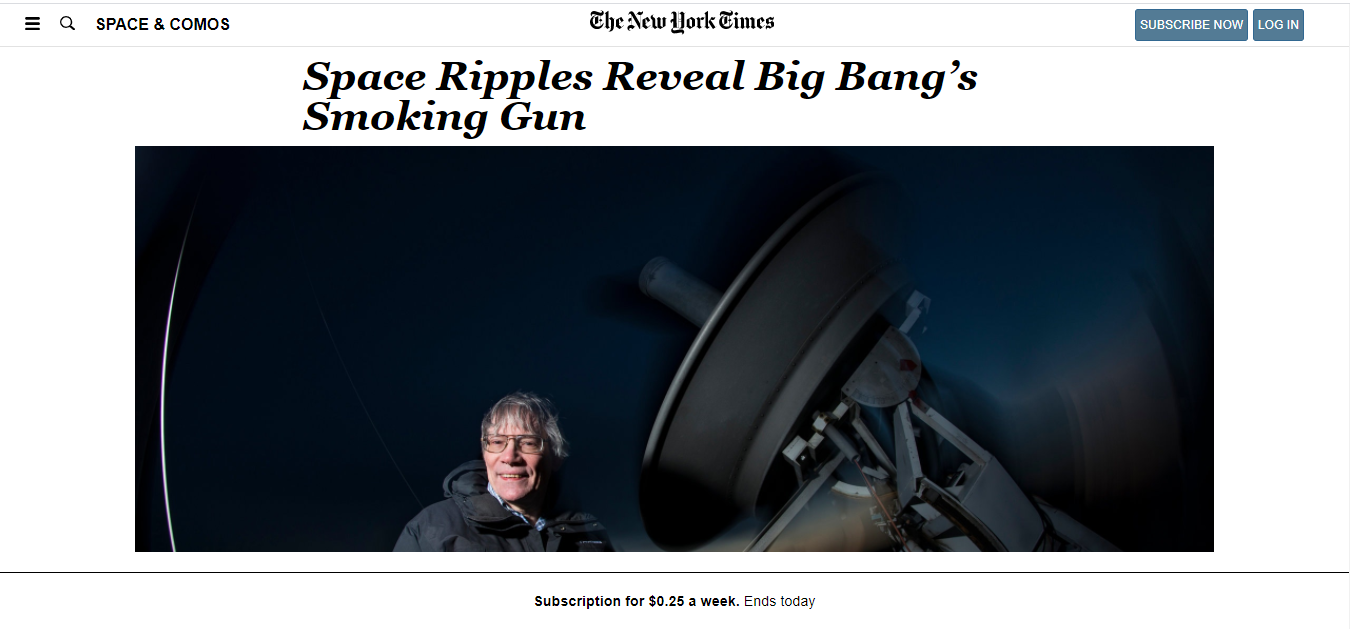 SPACE & COMOS
The New York Times
SUBSCRIBE NOW
LOG IN
Space Ripples Reveal Big Bang’s
Smoking Gun
Subscription for $0.25 a week. Ends today